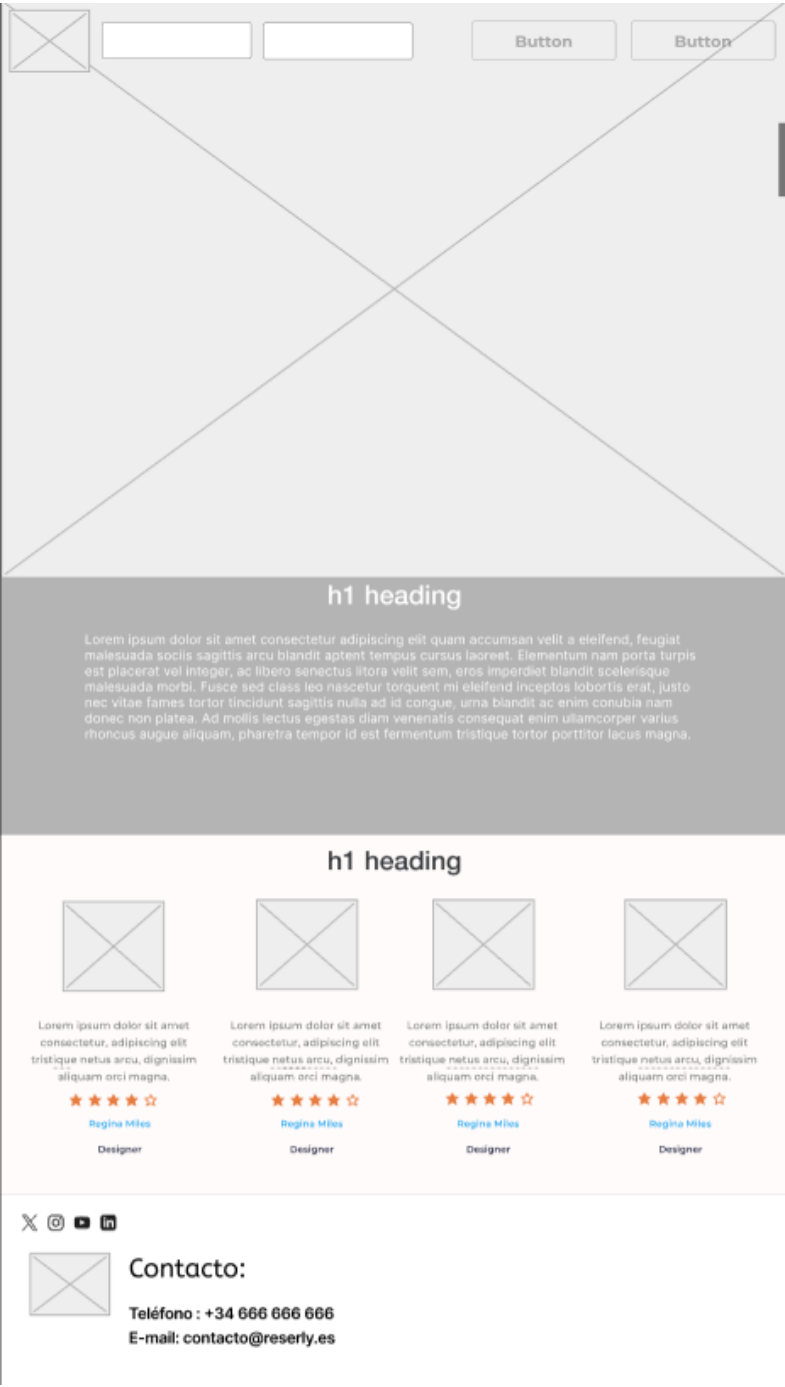 Button
Button
h1 heading
Lorem ipsum dolor sit amet consectetur adipiscing elit quam accumsan velit a eleifend, feugiat
malesuada sociis sagittis arcu blandit aptent tempus cursus laoreet. Elementum nam porta turpis
est placerat vel integer, ac libero senectus litora velit sem, eros imperdiet blandit scelerisque
malesuada morbi. Fusce sed class leo nascetur torquent mi eleifend inceptos lobortis erat, justo
nec vitae fames tortor tincidunt sagittis nulla ad id congue, urna blandit ac enim conubia nam
donec non platea. Ad mollis lectus egestas diam venenatis consequat enim ullamcorper varius
rhoncus augue aliquam, pharetra tempor id est fermentum tristique tortor porttitor lacus magna.
h1 heading
Lorem ipsum dolor sit amet
consectetur, adipiscing elit
tristique netus arcu, dignissim
aliquam orci magna.
Regina Miles
Designer
Lorem ipsum dolor sit amet
consectetur, adipiscing elit
tristique netus arcu, dignissim
aliquam orci magna.
Regina Miles
Designer
Lorem ipsum dolor sit amet
consectetur, adipiscing elit
tristique netus arcu, dignissim
aliquam orci magna.
Regina Miles
Designer
Lorem ipsum dolor sit amet
consectetur, adipiscing elit
tristique netus arcu, dignissim
aliquam orci magna.
Regina Miles
Designer
Contacto:
Teléfono : +34 666 666 666
E-mail: contacto@reserly.es